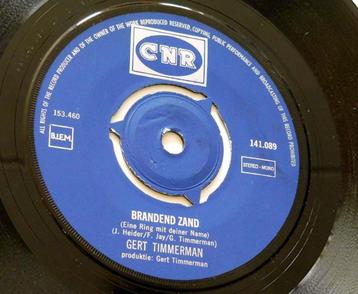 ALL RIGHTS OF THE RECORD PRODUCER AND OF THE OWNER OF THE WORK REPRODUCED RESERVED. COPYING, PUBLIC PERFORMANCE AND BROADCASTING OF THIS RECORD PROHIBITED
CNR
153.460
141.089
B.I.E.M.
STEREO-MONO
BRANDEND ZAND
(Eine Ring mit deiner Name)
(J. Heider/F. Jay/G. Timmerman)
GERT TIMMERMAN
produktie: Gert Timmerman